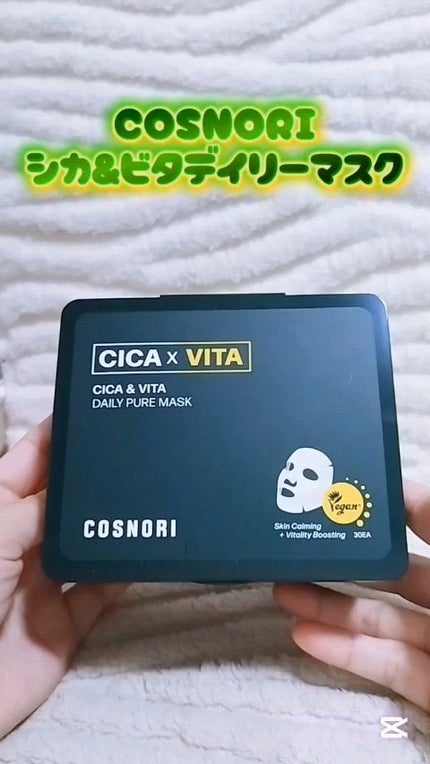 COSNORI
シカ&ビタデイリーマスク
CICA x VITA
CICA & VITA
DAILY PURE MASK
Vegan
COSNORI
Skin Calming
+ Vitality Boosting 30EA